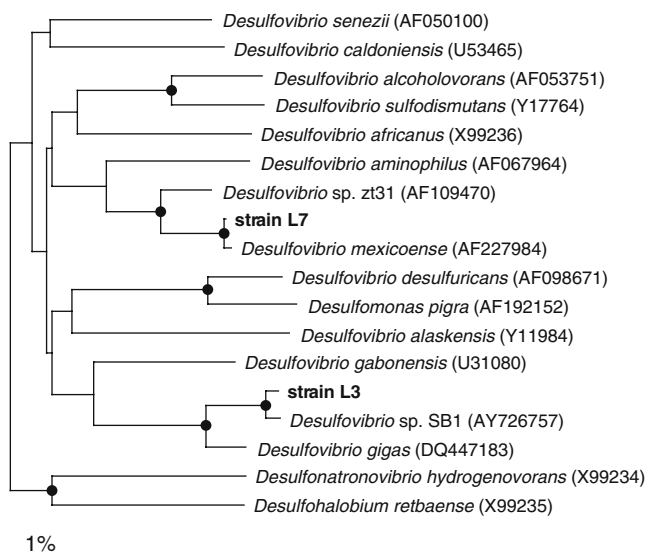 Desulfovibrio senezii (AF050100)
Desulfovibrio caldoniensis (U53465)
Desulfovibrio alcoholovorans (AF053751)
Desulfovibrio sulfodismutans (Y17764)
Desulfovibrio africanus (X99236)
Desulfovibrio aminophilus (AF067964)
Desulfovibrio sp. zt31 (AF109470)
strain L7
Desulfovibrio mexicoense (AF227984)
Desulfovibrio desulfuricans (AF098671)
Desulfomonas pigra (AF192152)
Desulfovibrio alaskensis (Y11984)
Desulfovibrio gabonensis (U31080)
strain L3
Desulfovibrio sp. SB1 (AY726757)
Desulfovibrio gigas (DQ447183)
Desulfonatronovibrio hydrogenovorans (X99234)
Desulfohalobium retbaense (X99235)
1%